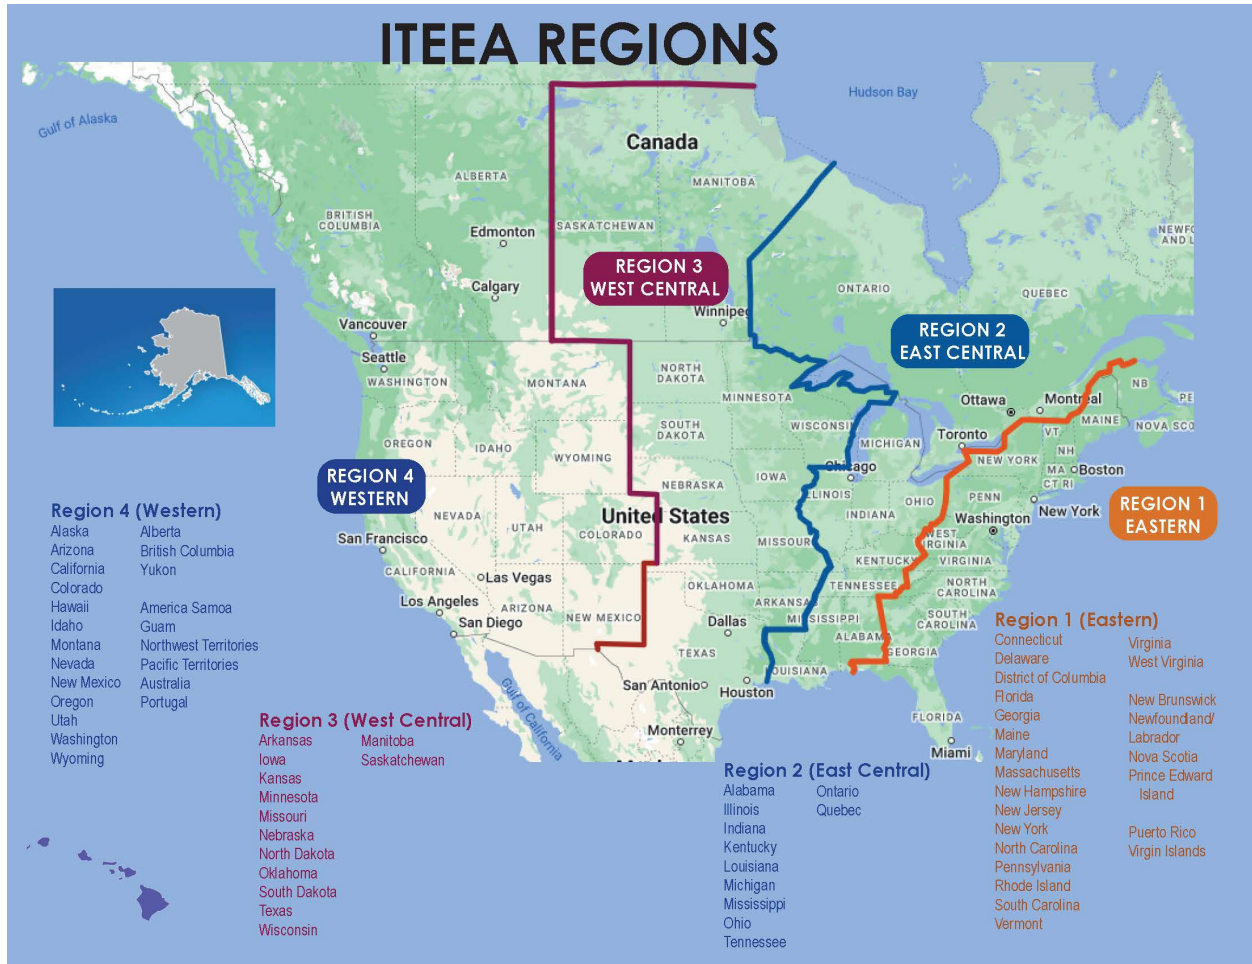 ITEEA REGIONS
Hudson Bay
Gulf of Alaska
Canada
ALBERTA
MANITOBA
BRITISH
COLUMBIA
SASKATCHEWAN
Edmonton
NEWFO
AND L
REGION 3
WEST CENTRAL
Calgary
ONTARIO
QUEBEC
Winnipeg
Vancouver
REGION 2
EAST CENTRAL
Seattle
WASHINGTON
MONTANA
NORTH
DAKOTA
NB
PE
MINNESOTA
Ottawa
Montréal
SOUTH
DAKOTA
WISCONSIN
MICHIGAN
Toronto
VT
MAINE
NOVA SCO
OREGON
IDAHO
WYOMING
NH
NEW YORK
REGION 4
WESTERN
Chicago
IOWA
MA
Boston
CT RI
NEBRASKA
ILLINOIS
OHIO
PENN
REGION 1
EASTERN
NEVADA
UTAH
United States
COLORADO
KANSAS
INDIANA
Washington
New York
San Francisco
MISSOURI
WEST
VIRGINIA
CALIFORNIA
Las Vegas
KENTUCKY
VIRGINIA
OKLAHOMA
TENNESSEE
NORTH
CAROLINA
Los Angeles
ARIZONA
NEW MEXICO
ARKANSAS
San Diego
Dallas
MISSISSIPPI
SOUTH
CAROLINA
ALABAMA
GEORGIA
TEXAS
LOUISIANA
San Antonio
Houston
Gulf of California
FLORIDA
Monterrey
Miami
Region 4 (Western)
Alaska
Arizona
California
Colorado
Hawaii
Idaho
Montana
Nevada
New Mexico
Oregon
Utah
Washington
Wyoming
Alberta
British Columbia
Yukon
America Samoa
Guam
Northwest Territories
Pacific Territories
Australia
Portugal
Region 3 (West Central)
Arkansas
Iowa
Kansas
Minnesota
Missouri
Nebraska
North Dakota
Oklahoma
South Dakota
Texas
Wisconsin
Manitoba
Saskatchewan
Region 2 (East Central)
Alabama
Illinois
Indiana
Kentucky
Louisiana
Michigan
Mississippi
Ohio
Tennessee
Ontario
Quebec
Region 1 (Eastern)
Connecticut
Delaware
District of Columbia
Florida
Georgia
Maine
Maryland
Massachusetts
New Hampshire
New Jersey
New York
North Carolina
Pennsylvania
Rhode Island
South Carolina
Vermont
Virginia
West Virginia
New Brunswick
Newfoundland/
Labrador
Nova Scotia
Prince Edward
Island
Puerto Rico
Virgin Islands